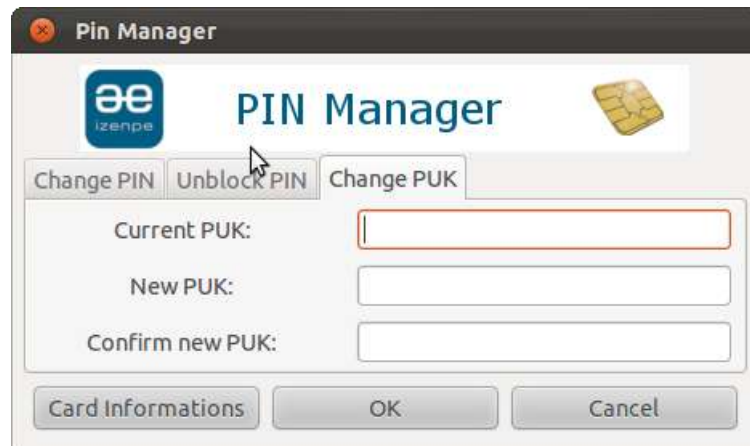 Pin Manager
izenpe
PIN Manager
Change PIN Unblock PIN Change PUK
Current PUK:
New PUK:
Confirm new PUK:
Card Informations OK Cancel